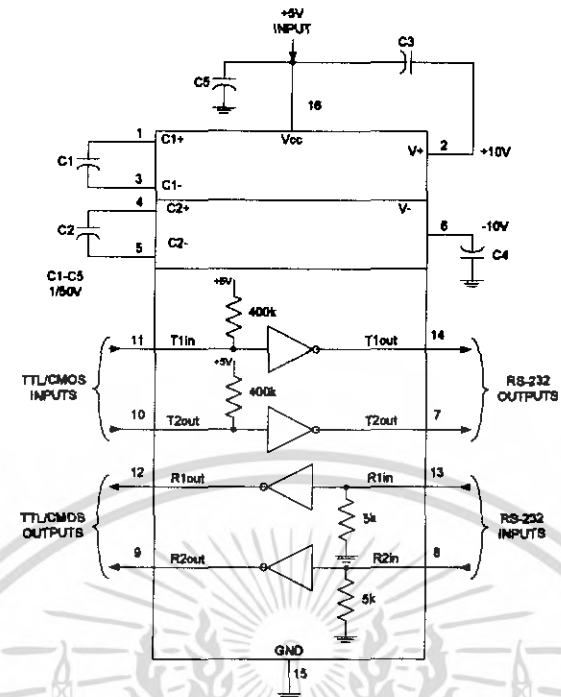 +5V
INPUT
C3
C5
16
1
C1+
Vcc
V+
2
+10V
C1
3
C1-
4
C2+
V-
6
-10V
C2
C2-
5
C4
C1-C5
1/50V
+5V
400k
11
T1in
T1out
14
TTL/CMOS
INPUTS
+5V
400k
RS-232
OUTPUTS
10
T2out
T2out
7
12
R1out
R1in
13
TTL/CMOS
OUTPUTS
5k
RS-232
INPUTS
9
R2out
R2in
8
5k
GND
15